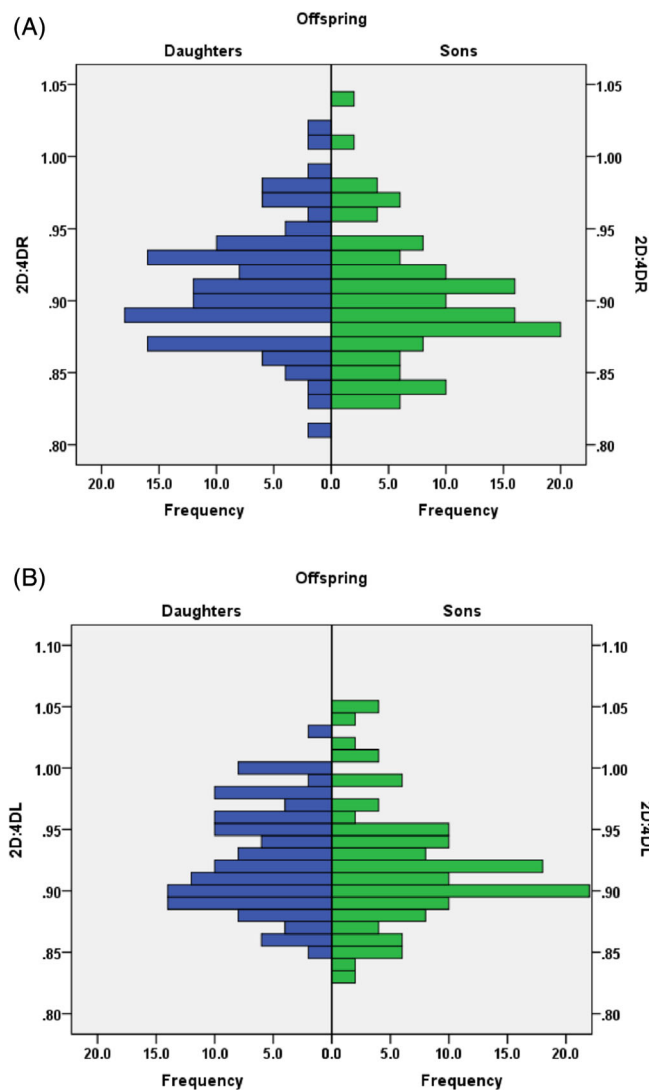 (A)
Offspring
Daughters Sons
1.05 1.05
1.00 1.00
.95 .95
2D:4DR 2D:4DR
.90 .90
.85 .85
.80 .80
20.0 15.0 10.0 5.0 0.0 5.0 10.0 15.0 20.0
Frequency Frequency
(B)
Offspring
Daughters Sons
1.10 1.10
1.05 1.05
1.00 1.00
.95 .95
2D:4DL 2D:4DL
.90 .90
.85 .85
.80 .80
20.0 15.0 10.0 5.0 0.0 5.0 10.0 15.0 20.0
Frequency Frequency